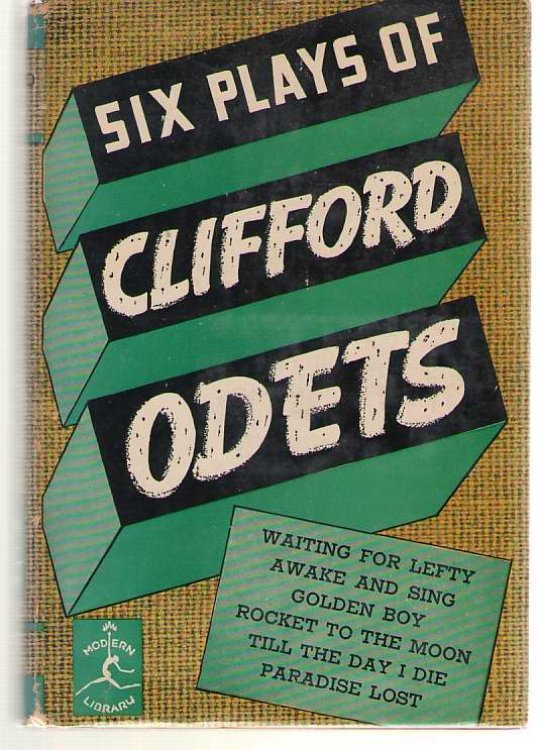 SIX PLAYS OF
CLIFFORD
ODETS
WAITING FOR LEFTY
AWAKE AND SING
GOLDEN BOY
ROCKET TO THE MOON
TILL THE DAY I DIE
PARADISE LOST
MODERN
LIBRARY